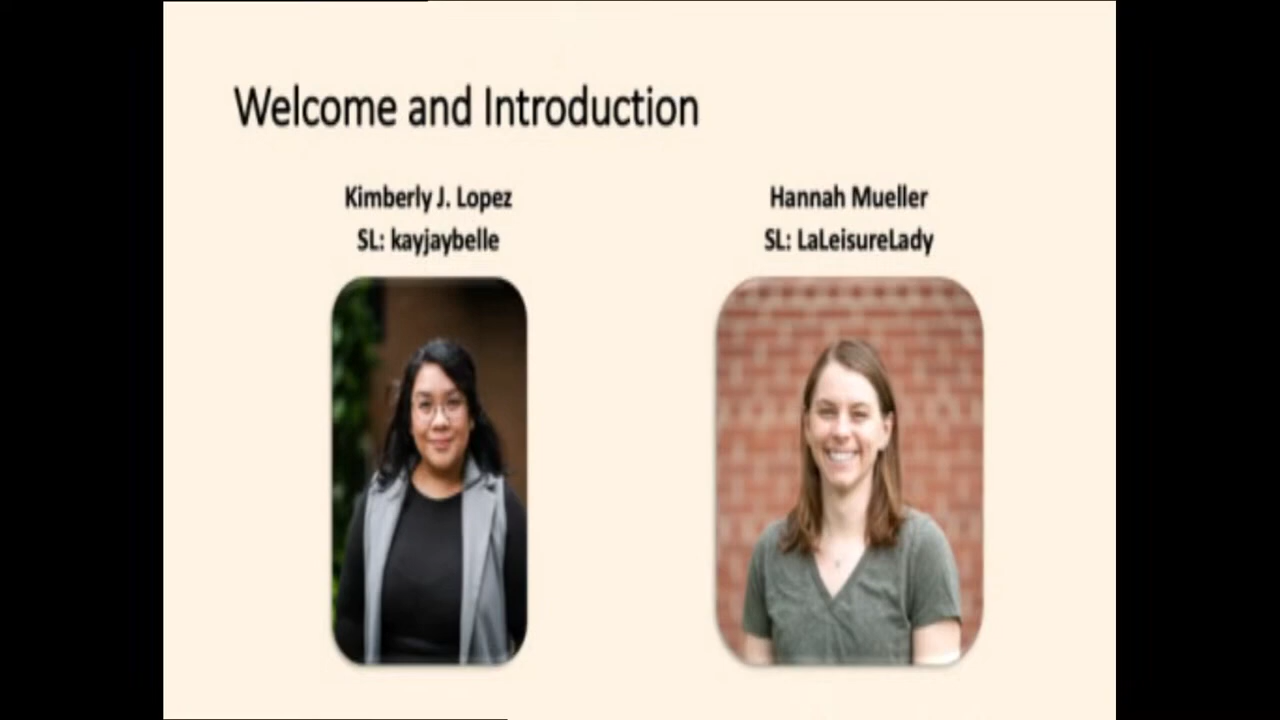 Welcome and Introduction
Kimberly J. Lopez
SL: kayjaybelle
Hannah Mueller
SL: LaLeisureLady